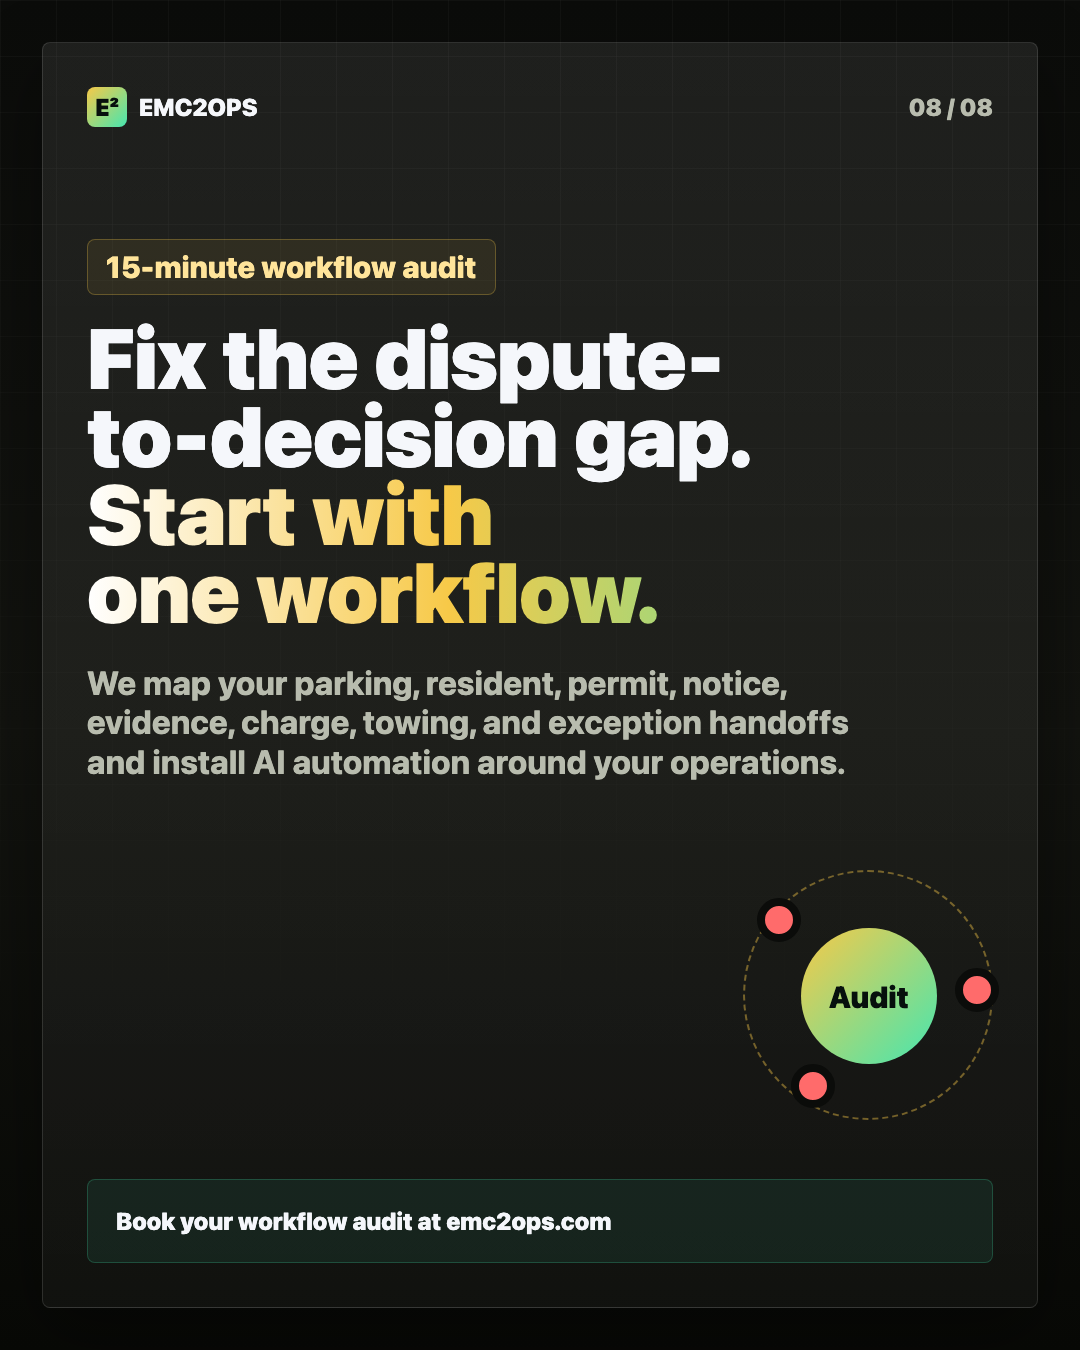 E² EMC2OPS
08 / 08
15-minute workflow audit
Fix the dispute-
to-decision gap.
Start with
one workflow.
We map your parking, resident, permit, notice,
evidence, charge, towing, and exception handoffs
and install AI automation around your operations.
Audit
Book your workflow audit at emc2ops.com